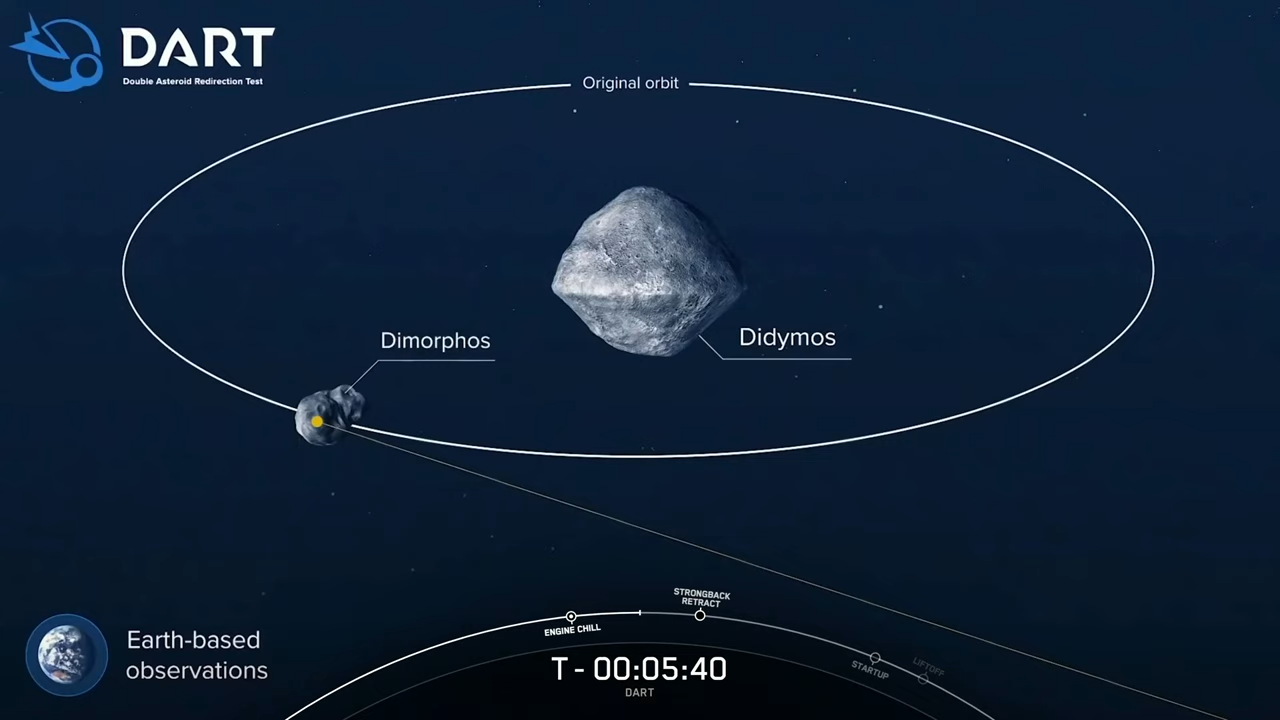 DART
Double Asteroid Redirection Test
Original orbit
Dimorphos
Didymos
STRONGBACK
RETRACT
ENGINE CHILL
STARTUP
LIFTOFF
Earth-based
observations
T - 00:05:40
DART